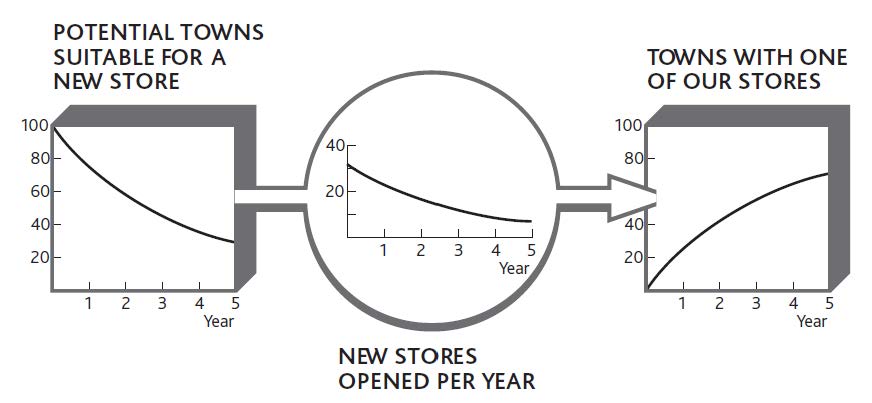 POTENTIAL TOWNS
SUITABLE FOR A
NEW STORE
100
80
60
40
20
1 2 3 4 5
Year
40
20
1 2 3 4 5
Year
NEW STORES
OPENED PER YEAR
TOWNS WITH ONE
OF OUR STORES
100
80
40
20
1 2 3 4 5
Year